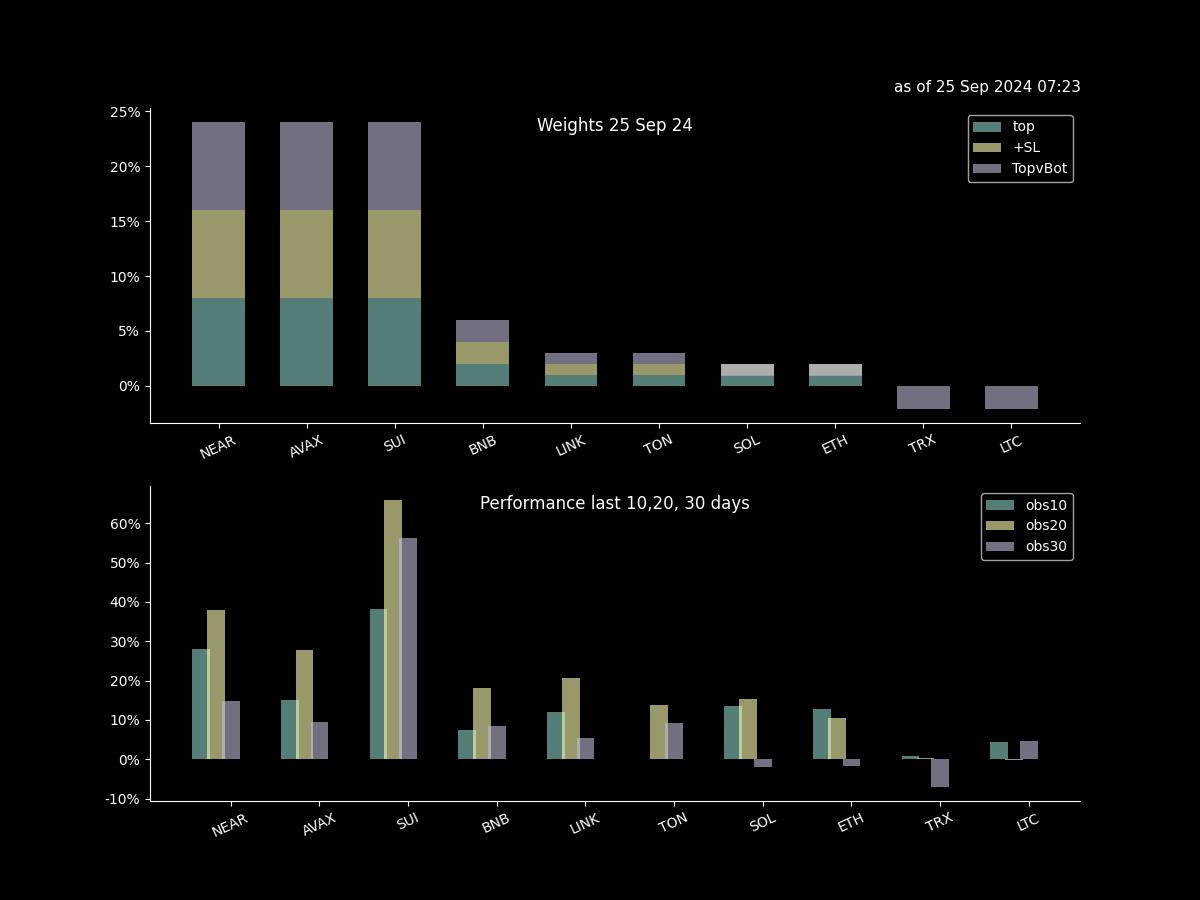 as of 25 Sep 2024 07:23
Weights 25 Sep 24
25%
20%
15%
10%
5%
0%
top
+SL
TopvBot
NEAR AVAX SUI BNB LINK TON SOL ETH TRX LTC
Performance last 10,20, 30 days
60%
50%
40%
30%
20%
10%
0%
-10%
obs10
obs20
obs30
NEAR AVAX SUI BNB LINK TON SOL ETH TRX LTC